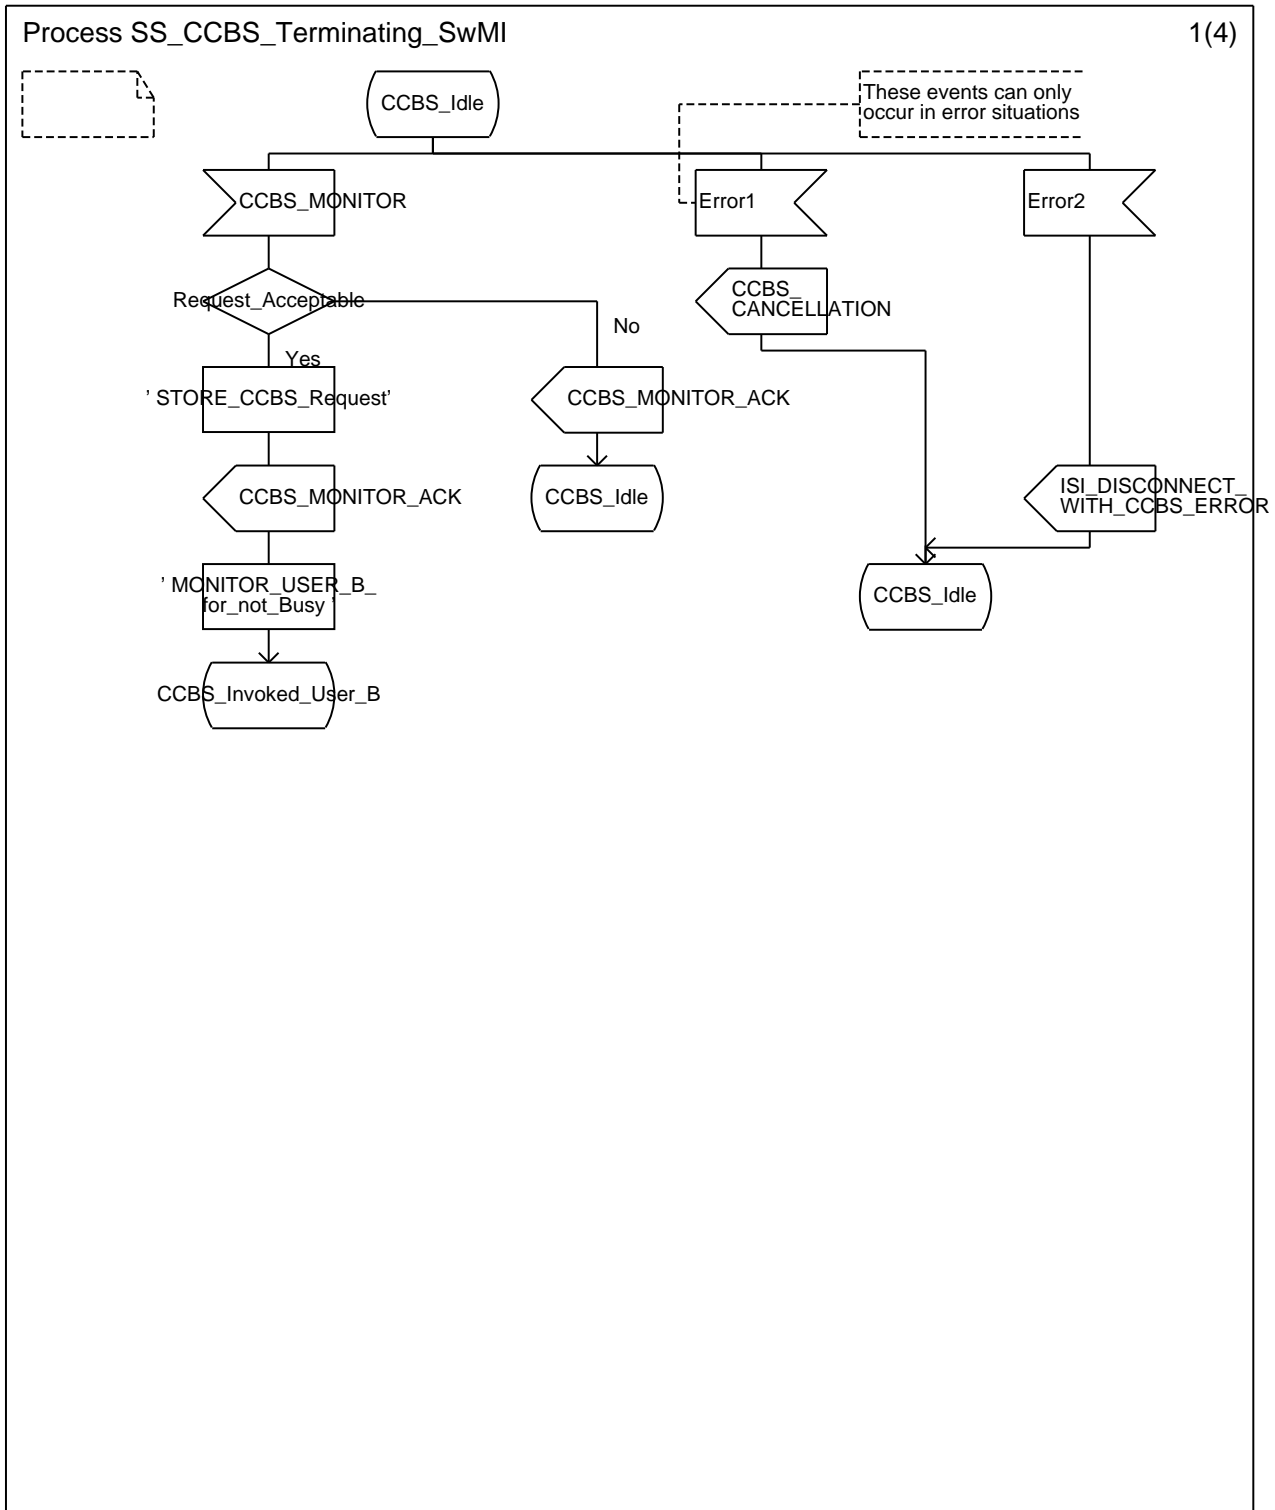 Process SS_CCBS_Terminating_SwMI
1(4)
CCBS_Idle
These events can only
occur in error situations
CCBS_MONITOR
Error1
Error2
Request_Acceptable
No
CCBS_
CANCELLATION
Yes
' STORE_CCBS_Request'
CCBS_MONITOR_ACK
CCBS_MONITOR_ACK
CCBS_Idle
ISI_DISCONNECT_
WITH_CCBS_ERROR
' MONITOR_USER_B_
for_not_Busy '
CCBS_Idle
CCBS_Invoked_User_B